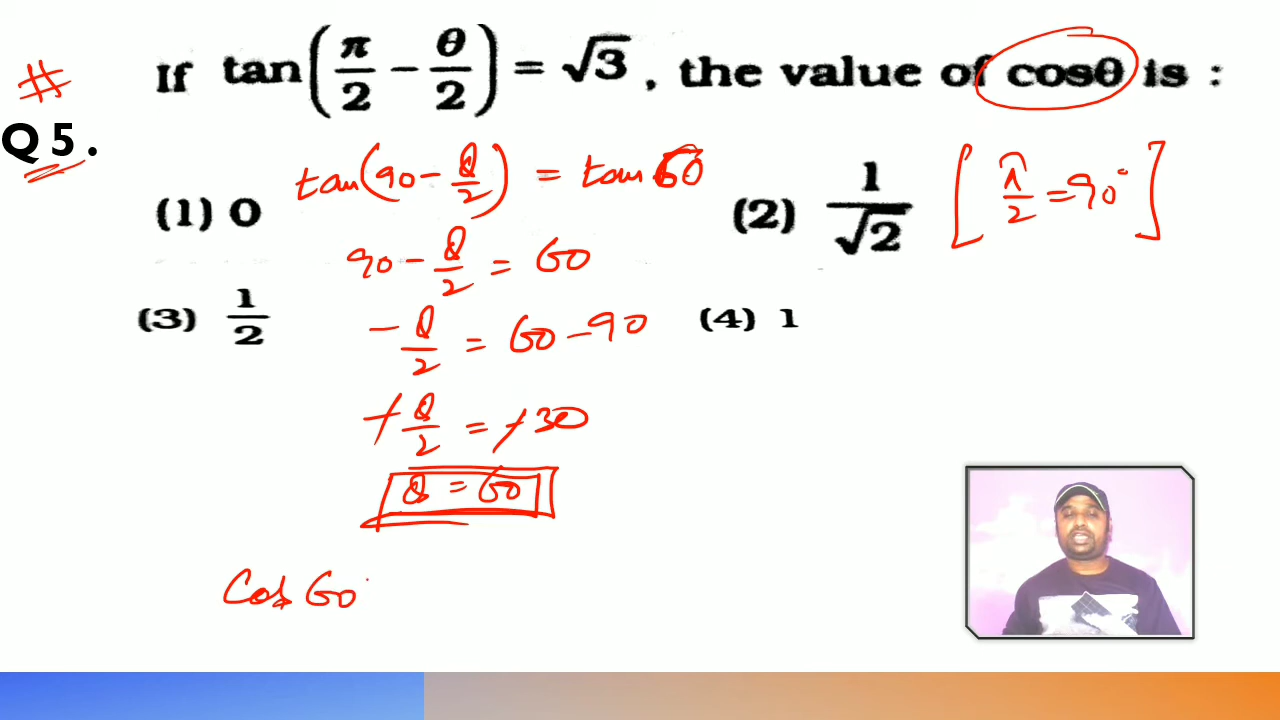 If tan(π/2 − θ/2) = √3 , the value of cosθ is :
#
Q 5 .
tan(90 − θ/2) = tan 60
(1) 0
(2) 1/√2
[π/2 = 90°]
90 − θ/2 = 60
(3) 1/2
− θ/2 = 60 − 90
(4) 1
− θ/2 = − 30
θ = 60
Cos 60